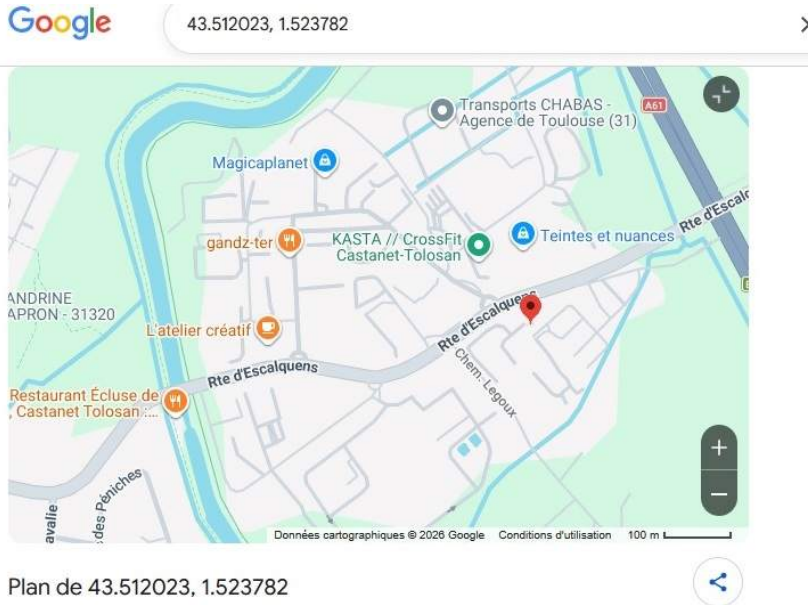 Google
43.512023, 1.523782
Transports CHABAS -
Agence de Toulouse (31)
A61
Magicaplanet
gandz-ter
KASTA // CrossFit
Castanet-Tolosan
Teintes et nuances
Rte d'Escalq
ANDRINE
APRON - 31320
L'atelier créatif
Rte d'Escalquens
Rte d'Escalquens
Chem. Legoux
Restaurant Écluse de
, Castanet Tolosan :...
des Péniches
avalie
Données cartographiques © 2026 Google Conditions d'utilisation 100 m
Plan de 43.512023, 1.523782